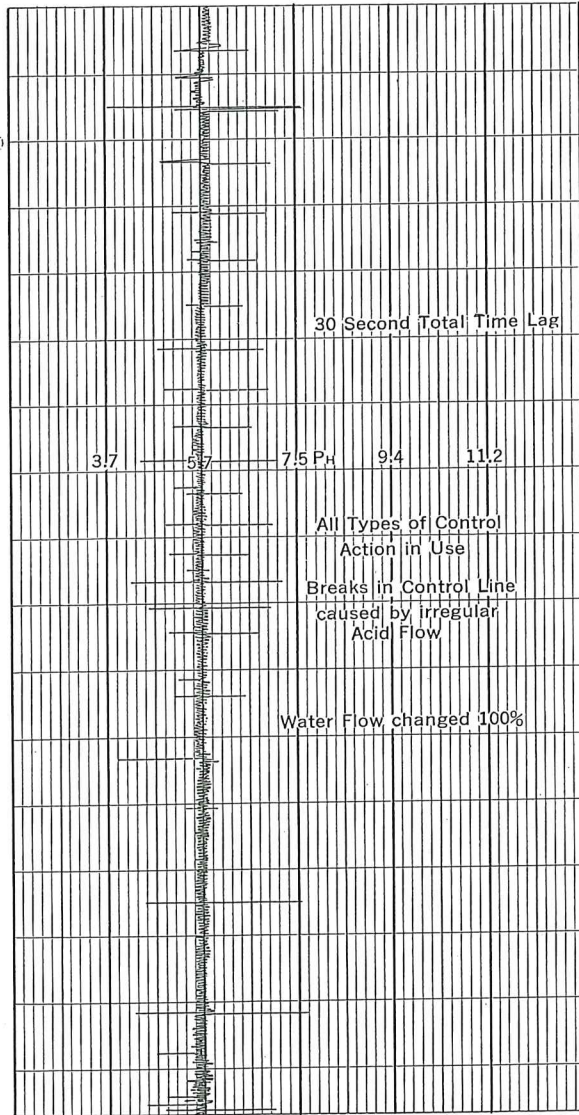 30 Second Total Time Lag
3.7 5.7 7.5 PH 9.4 11.2
All Types of Control
Action in Use
Breaks in Control Line
caused by irregular
Acid Flow
Water Flow changed 100%